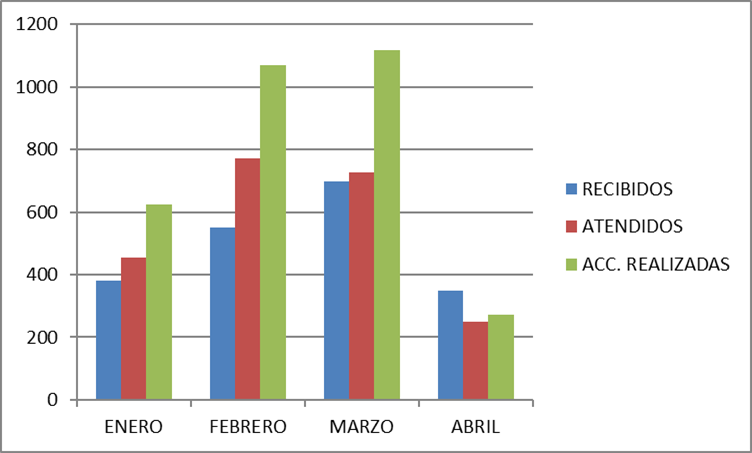 1200
1000
800
600
400
200
0
ENERO FEBRERO MARZO ABRIL
RECIBIDOS
ATENDIDOS
ACC. REALIZADAS